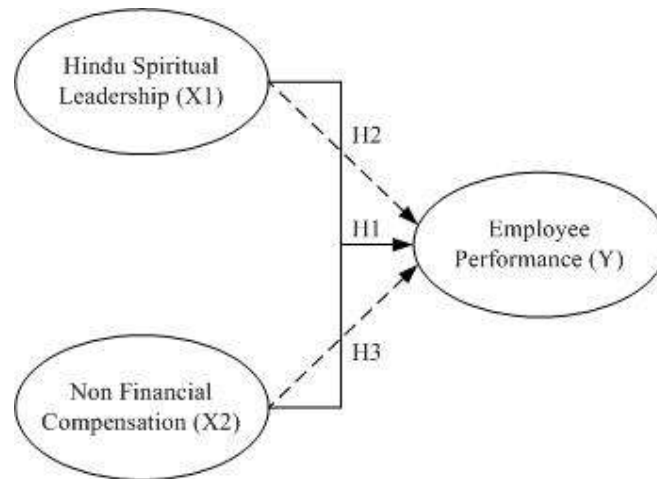 Hindu Spiritual
Leadership (X1)
H2
H1
Employee
Performance (Y)
H3
Non Financial
Compensation (X2)